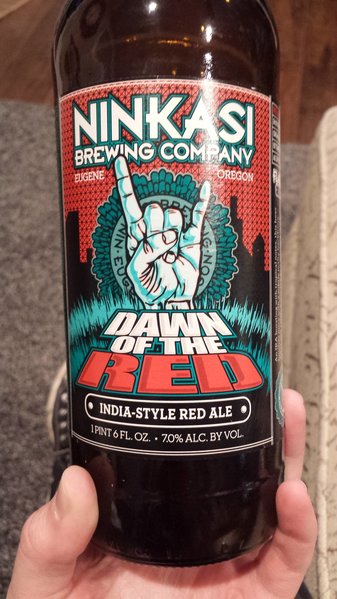 NINKASI
BREWING COMPANY
EUGENE OREGON
DAWN
OF THE
RED
INDIA-STYLE RED ALE
1 PINT 6 FL. OZ. • 7.0% ALC. BY VOL.